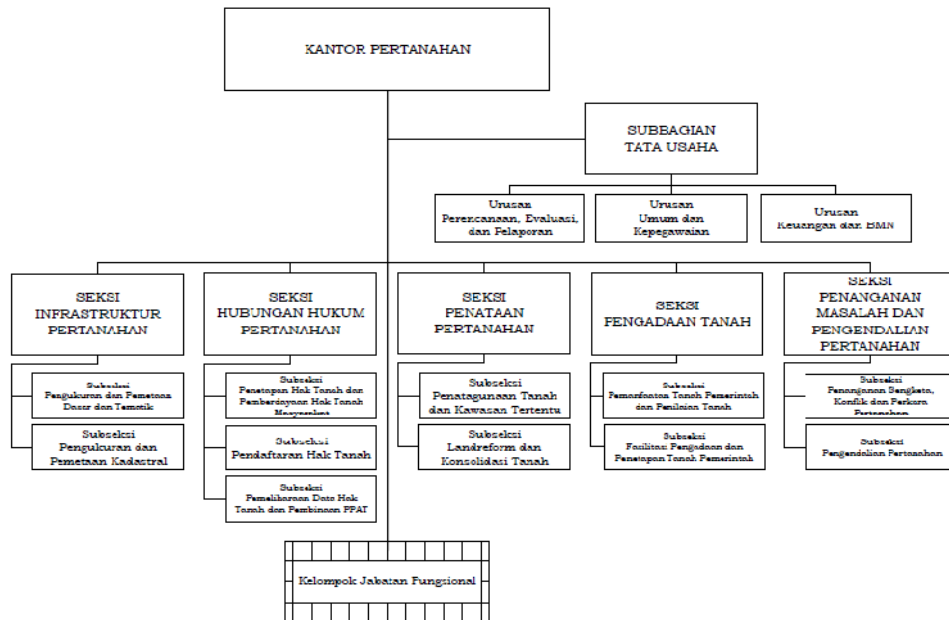 KANTOR PERTANAHAN
SUBBAGIAN
TATA USAHA
Urusan
Perencanaan, Evaluasi,
dan Pelaporan
Urusan
Umum dan
Kepegawaian
Urusan
Keuangan dan BMN
SEKSI
INFRASTRUKTUR
PERTANAHAN
SEKSI
HUBUNGAN HUKUM
PERTANAHAN
SEKSI
PENATAAN
PERTANAHAN
SEKSI
PENGADAAN TANAH
SEKSI
PENANGANAN
MASALAH DAN
PENGENDALIAN
PERTANAHAN
Subseksi
Pengukuran dan Pemetaan
Dasar dan Tematik
Subseksi
Pengukuran dan
Pemetaan Kadastral
Subseksi
Penetapan Hak Tanah dan
Pemberdayaan Hak Tanah
Masyarakat
Subseksi
Pendaftaran Hak Tanah
Subseksi
Pemeliharaan Data Hak
Tanah dan Pembinaan PPAT
Subseksi
Penatagunaan Tanah
dan Kawasan Tertentu
Subseksi
Landreform dan
Konsolidasi Tanah
Subseksi
Pemanfaatan Tanah Pemerintah
dan Penilaian Tanah
Subseksi
Fasilitasi Pengadaan dan
Penetapan Tanah Pemerintah
Subseksi
Penanganan Sengketa,
Konflik dan Perkara
Pertanahan
Subseksi
Pengendalian Pertanahan
Kelompok Jabatan Fungsional